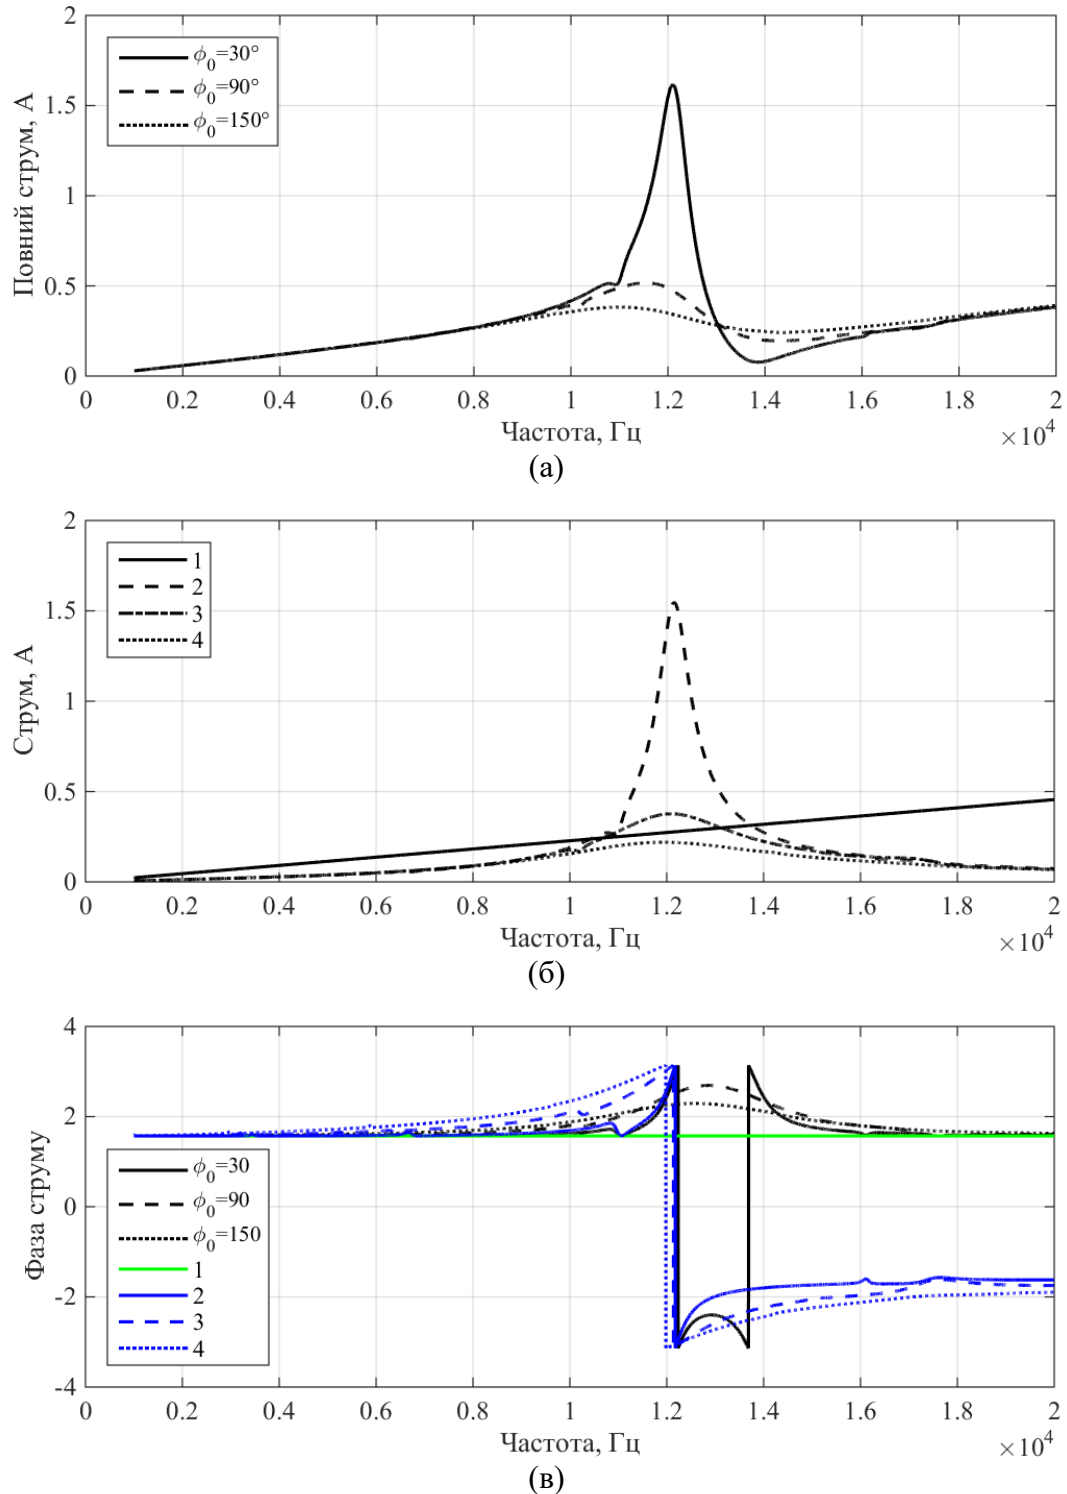 2
1.5
1
0.5
0
Повний струм, А
ϕ0=30°
ϕ0=90°
ϕ0=150°
0 0.2 0.4 0.6 0.8 1 1.2 1.4 1.6 1.8 2
Частота, Гц
×10^4
(а)
2
1.5
1
0.5
0
Струм, А
1
2
3
4
0 0.2 0.4 0.6 0.8 1 1.2 1.4 1.6 1.8 2
Частота, Гц
×10^4
(б)
4
2
0
-2
-4
Фаза струму
ϕ0=30
ϕ0=90
ϕ0=150
1
2
3
4
0 0.2 0.4 0.6 0.8 1 1.2 1.4 1.6 1.8 2
Частота, Гц
×10^4
(в)